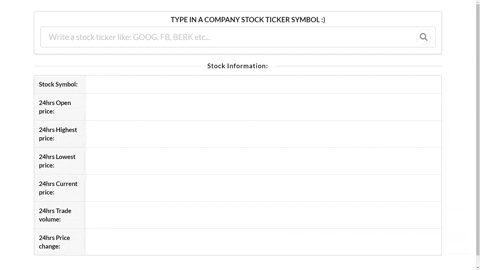 TYPE IN A COMPANY STOCK TICKER SYMBOL :)
Write a stock ticker like: GOOG, FB, BERK etc...
Stock Information:
Stock Symbol:
24hrs Open
price:
24hrs Highest
price:
24hrs Lowest
price:
24hrs Current
price:
24hrs Trade
volume:
24hrs Price
change: